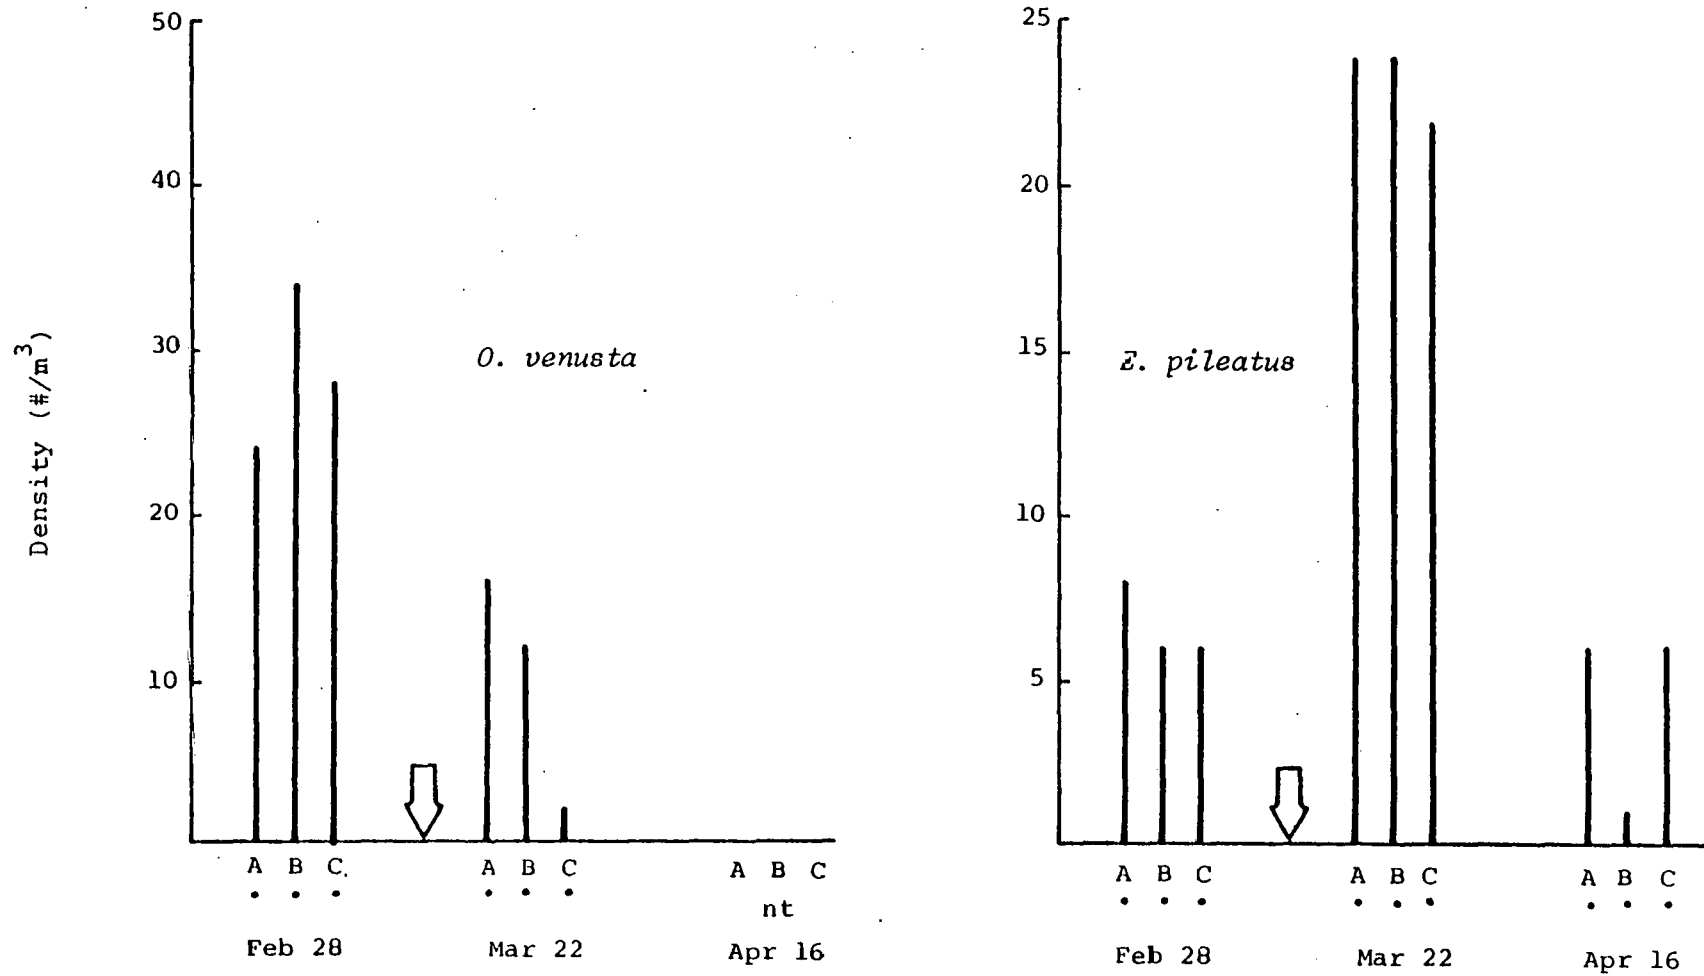 Density (#/m³)
50
40
30
20
10
O. venusta
A B C
Feb 28
A B C
Mar 22
A B C
nt
Apr 16
25
20
15
10
5
E. pileatus
A B C
Feb 28
A B C
Mar 22
A B C
Apr 16